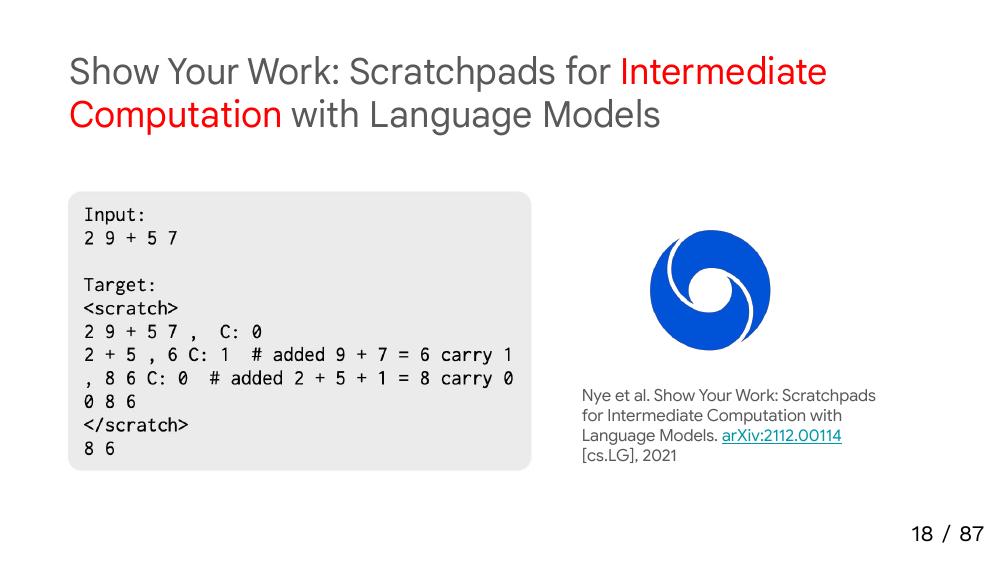 Show Your Work: Scratchpads for Intermediate
Computation with Language Models
Input:
2 9 + 5 7
Target:
<scratch>
2 9 + 5 7 ,  C: 0
2 + 5 , 6 C: 1  # added 9 + 7 = 6 carry 1
, 8 6 C: 0  # added 2 + 5 + 1 = 8 carry 0
0 8 6
</scratch>
8 6
Nye et al. Show Your Work: Scratchpads
for Intermediate Computation with
Language Models. arXiv:2112.00114
[cs.LG], 2021
18 / 87